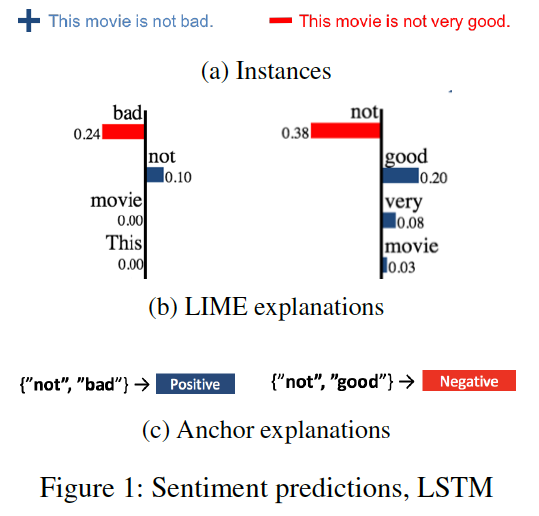 + This movie is not bad. — This movie is not very good.
(a) Instances
bad
0.24
not
0.10
movie
0.00
This
0.00
not
0.38
good
0.20
very
0.08
movie
0.03
(b) LIME explanations
{"not", "bad"} → Positive
{"not", "good"} → Negative
(c) Anchor explanations
Figure 1: Sentiment predictions, LSTM